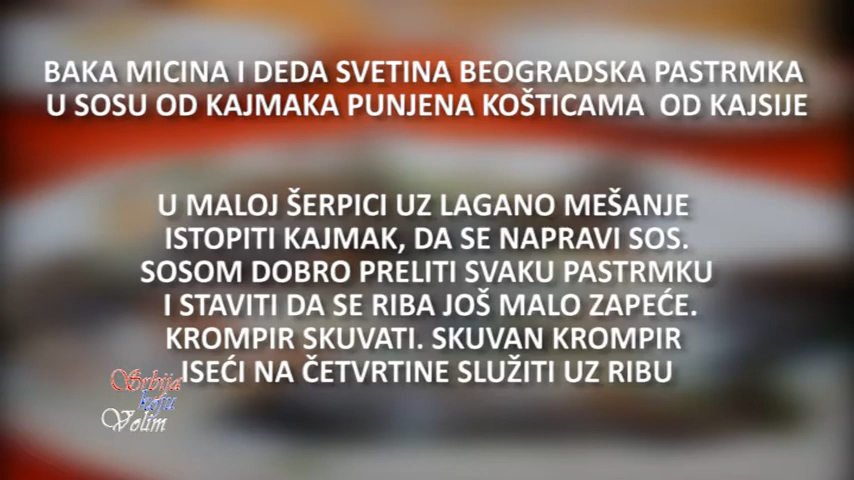 BAKA MICINA I DEDA SVETINA BEOGRADSKA PASTRMKA
U SOSU OD KAJMAKA PUNJENA KOŠTICAMA OD KAJSIJE
U MALOJ ŠERPICI UZ LAGANO MEŠANJE
ISTOPITI KAJMAK, DA SE NAPRAVI SOS.
SOSOM DOBRO PRELITI SVAKU PASTRMKU
I STAVITI DA SE RIBA JOŠ MALO ZAPEĆE.
KROMPIR SKUVATI. SKUVAN KROMPIR
ISEĆI NA ČETVRTINE SLUŽITI UZ RIBU
Srbija
koju
Volim